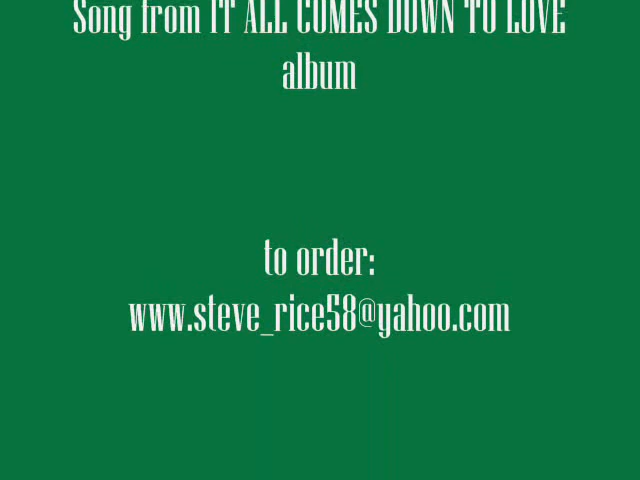 Song from IT ALL COMES DOWN TO LOVE
album
to order:
www.steve_rice58@yahoo.com